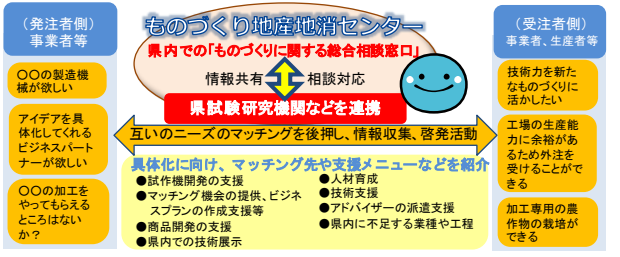 （発注者側）
事業者等
〇〇の製造機
械が欲しい
アイデアを具
体化してくれる
ビジネスパート
ナーが欲しい
〇〇の加工を
やってもらえる
ところはない
か？
ものづくり地産地消センター
県内での「ものづくりに関する総合相談窓口」
情報共有
相談対応
県試験研究機関などを連携
互いのニーズのマッチングを後押し、情報収集、啓発活動
具体化に向け、マッチング先や支援メニューなどを紹介
●試作機開発の支援
●マッチング機会の提供、ビジネ
スプランの作成支援等
●商品開発の支援
●県内での技術展示
●人材育成
●技術支援
●アドバイザーの派遣支援
●県内に不足する業種や工程
（受注者側）
事業者、生産者等
技術力を新た
なものづくりに
活かしたい
工場の生産能
力に余裕が
あるため外注を
受けることがで
きる
加工専用の農
作物の栽培が
できる